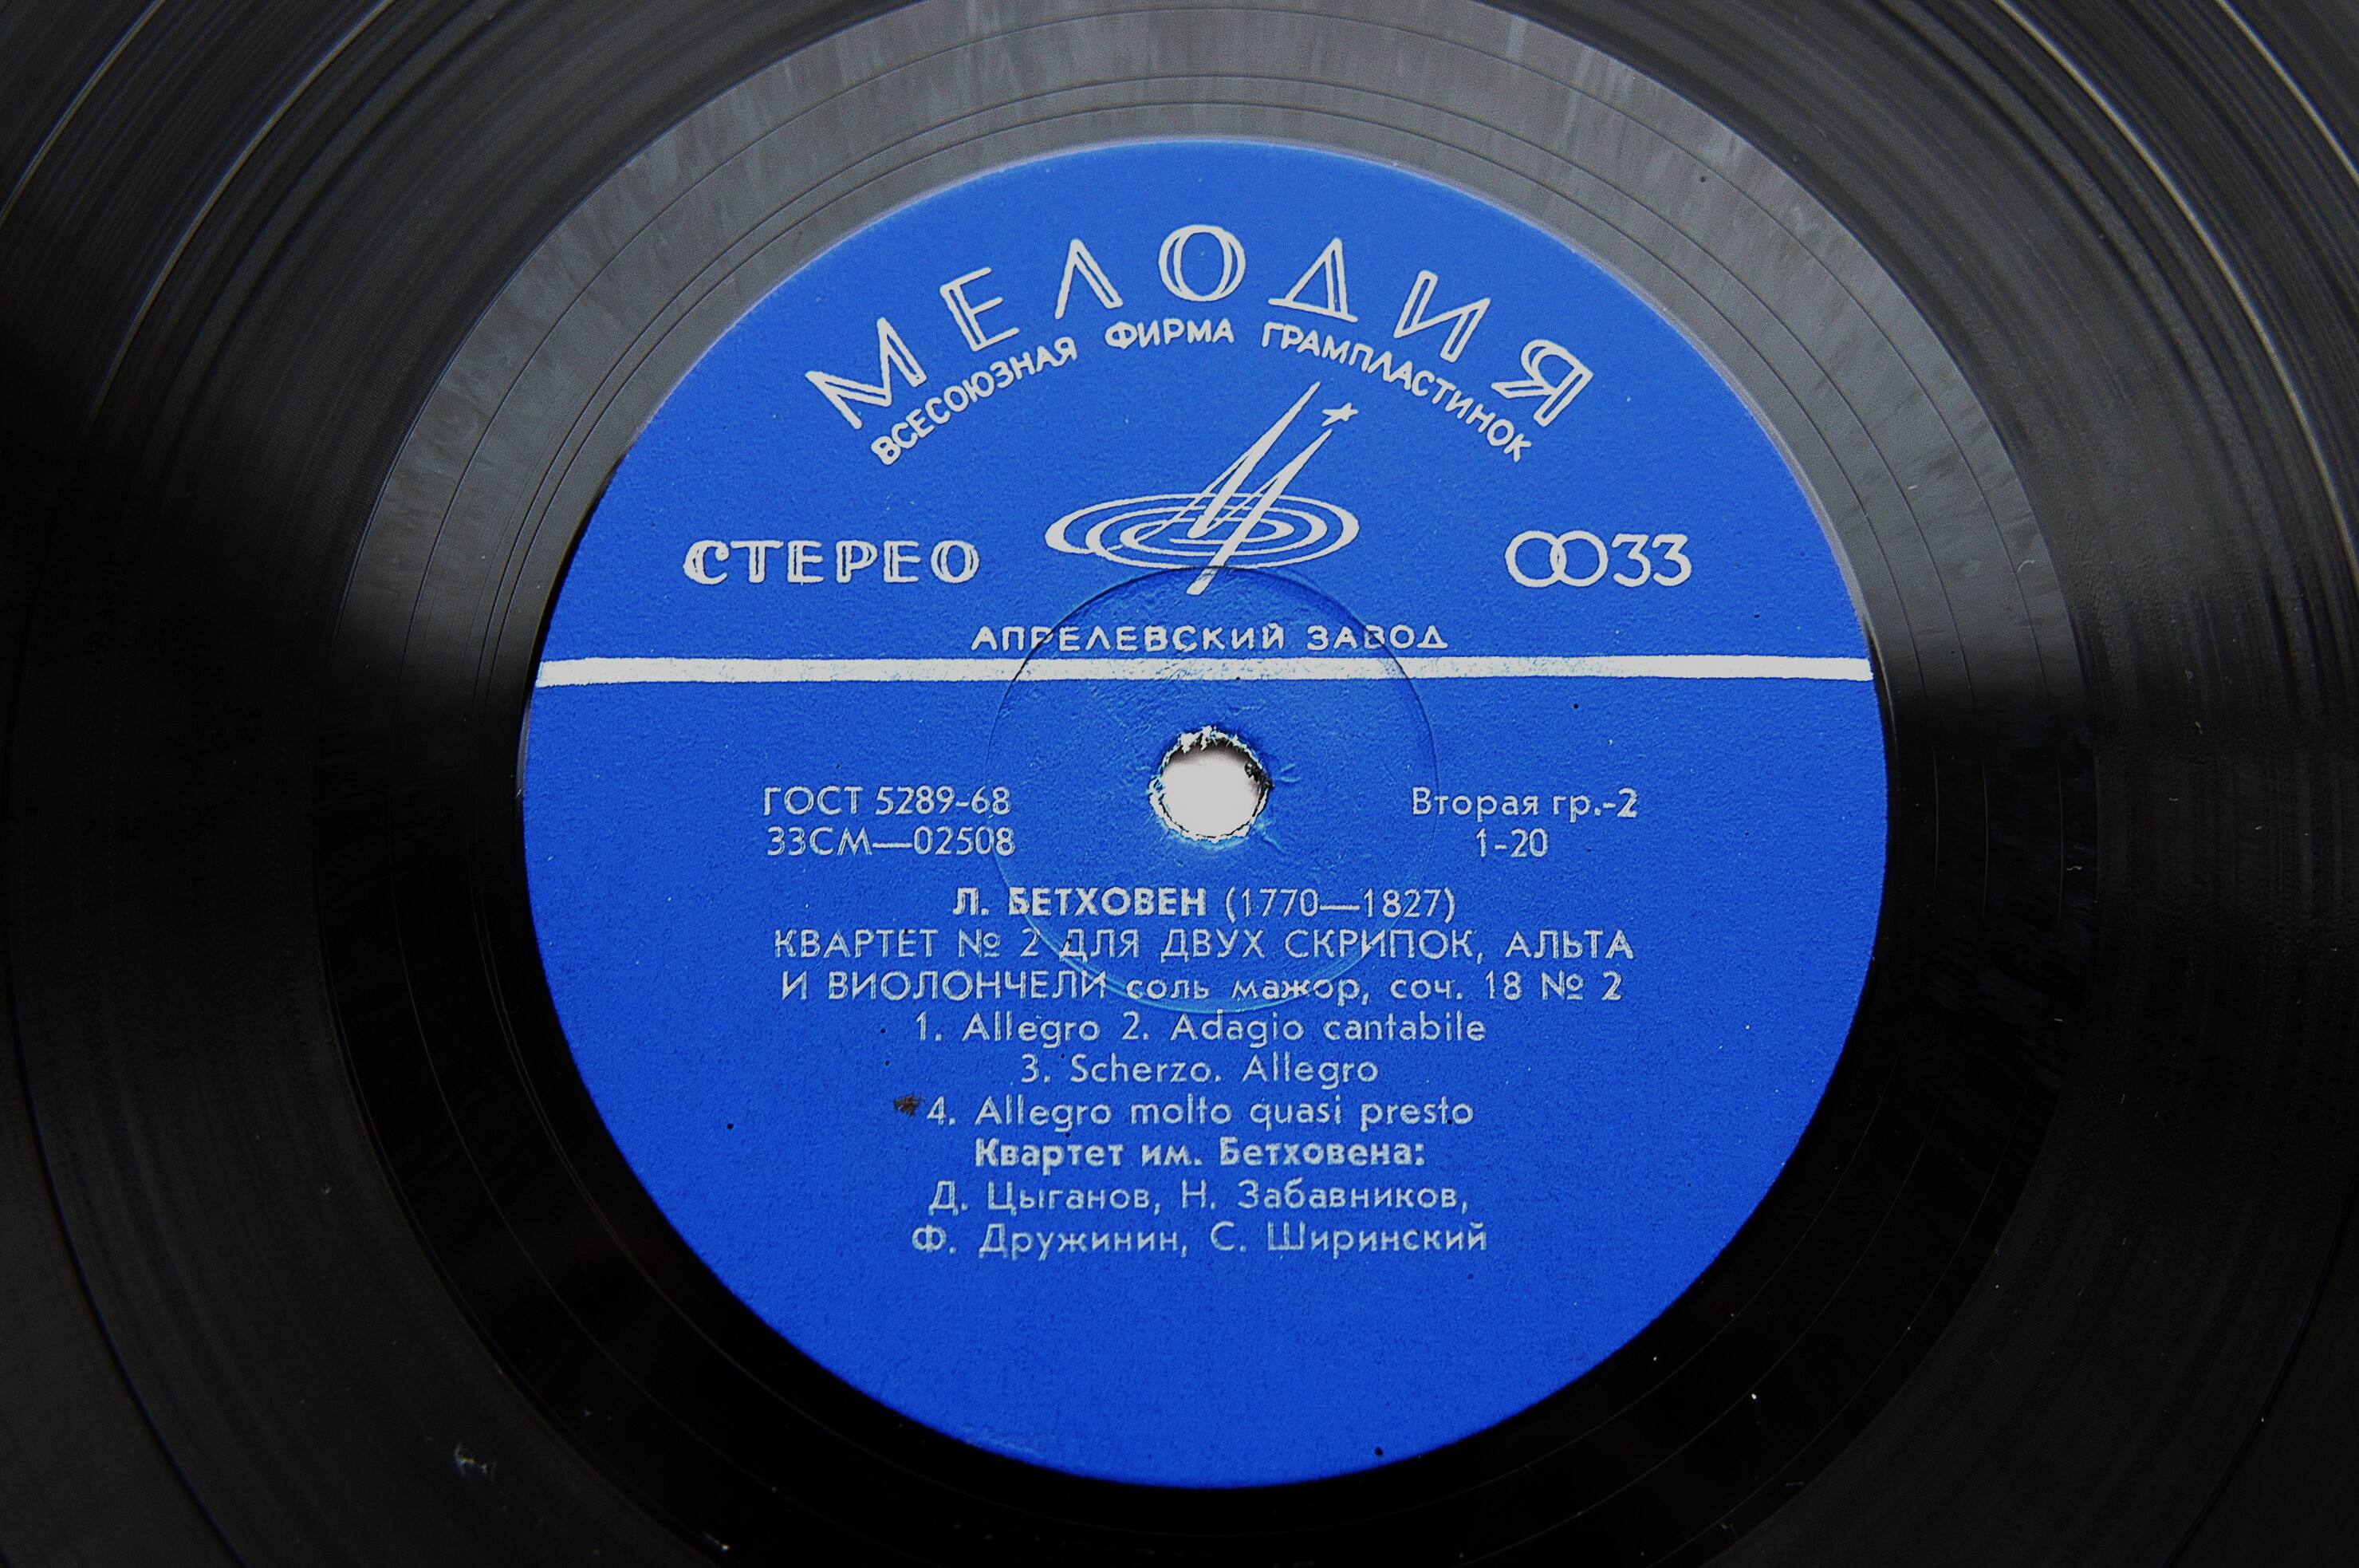 МЕЛОДИЯ
ВСЕСОЮЗНАЯ ФИРМА ГРАМПЛАСТИНОК
СТЕРЕО
33
АПРЕЛЕВСКИЙ ЗАВОД
ГОСТ 5289-68
33СМ—02508
Вторая гр.-2
1-20
Л. БЕТХОВЕН (1770—1827)
КВАРТЕТ № 2 ДЛЯ ДВУХ СКРИПОК, АЛЬТА
И ВИОЛОНЧЕЛИ соль мажор, соч. 18 № 2
1. Allegro 2. Adagio cantabile
3. Scherzo. Allegro
4. Allegro molto quasi presto
Квартет им. Бетховена:
Д. Цыганов, Н. Забавников,
Ф. Дружинин, С. Ширинский